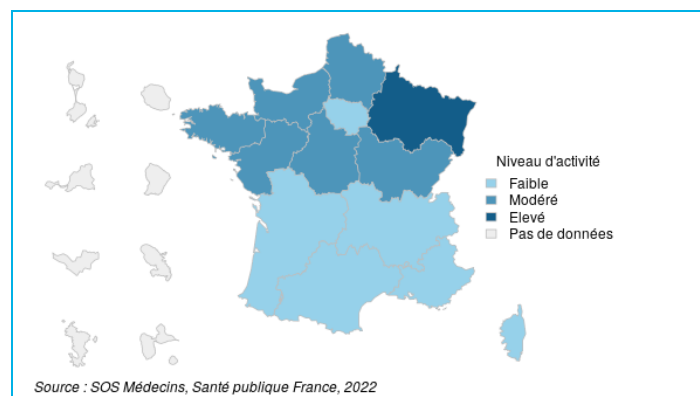 Niveau d'activité
Faible
Modéré
Elevé
Pas de données
Source : SOS Médecins, Santé publique France, 2022